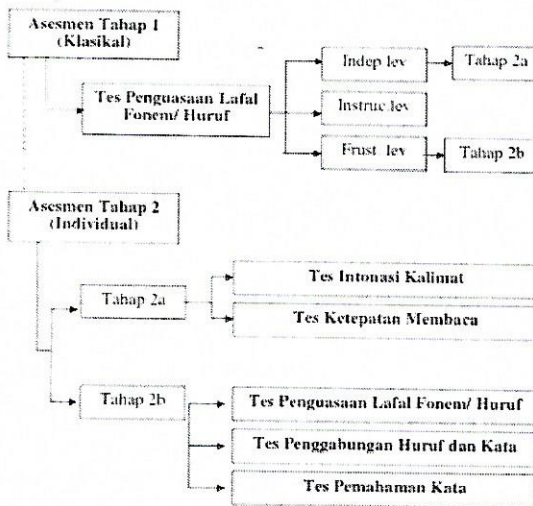 Asesmen Tahap 1
(Klasikal)
Indep lev
Tahap 2a
Tes Penguasaan Lafal
Fonem/ Huruf
Instruc.lev
Frust lev
Tahap 2b
Asesmen Tahap 2
(Individual)
Tes Intonasi Kalimat
Tahap 2a
Tes Ketepatan Membaca
Tahap 2b
Tes Penguasaan Lafal Fonem/ Huruf
Tes Penggabungan Huruf dan Kata
Tes Pemahaman Kata